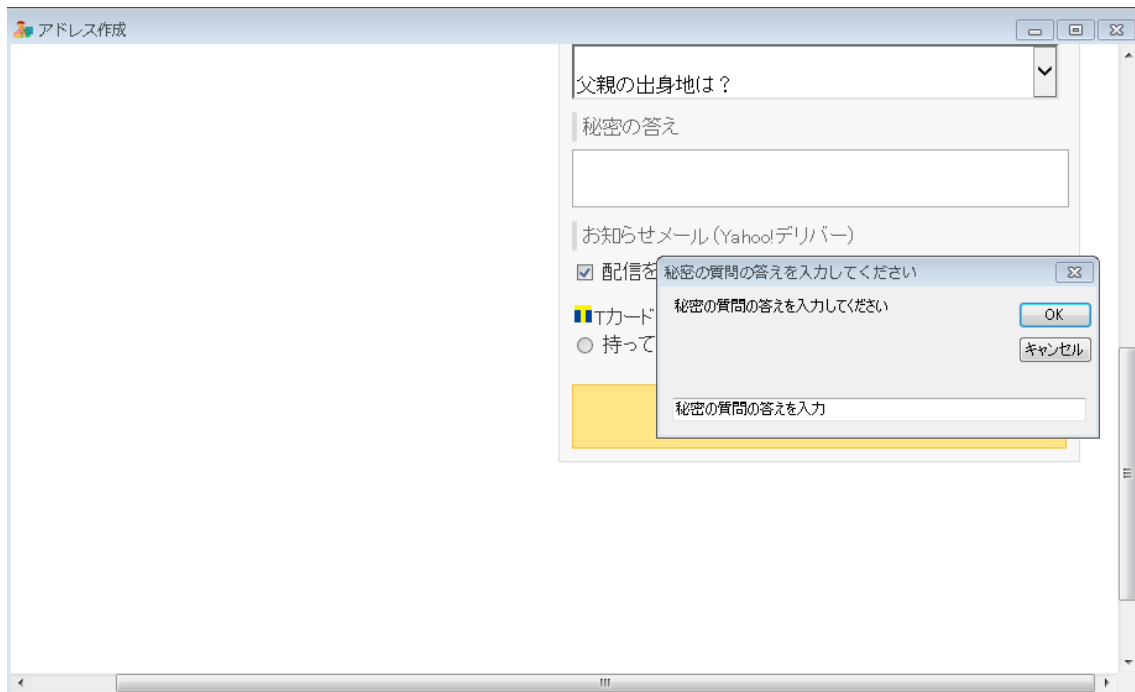 アドレス作成
父親の出身地は？
秘密の答え
お知らせメール（Yahoo!デリバー）
配信を
秘密の質問の答えを入力してください
秘密の質問の答えを入力してください
OK
キャンセル
Tカード
持って
秘密の質問の答えを入力